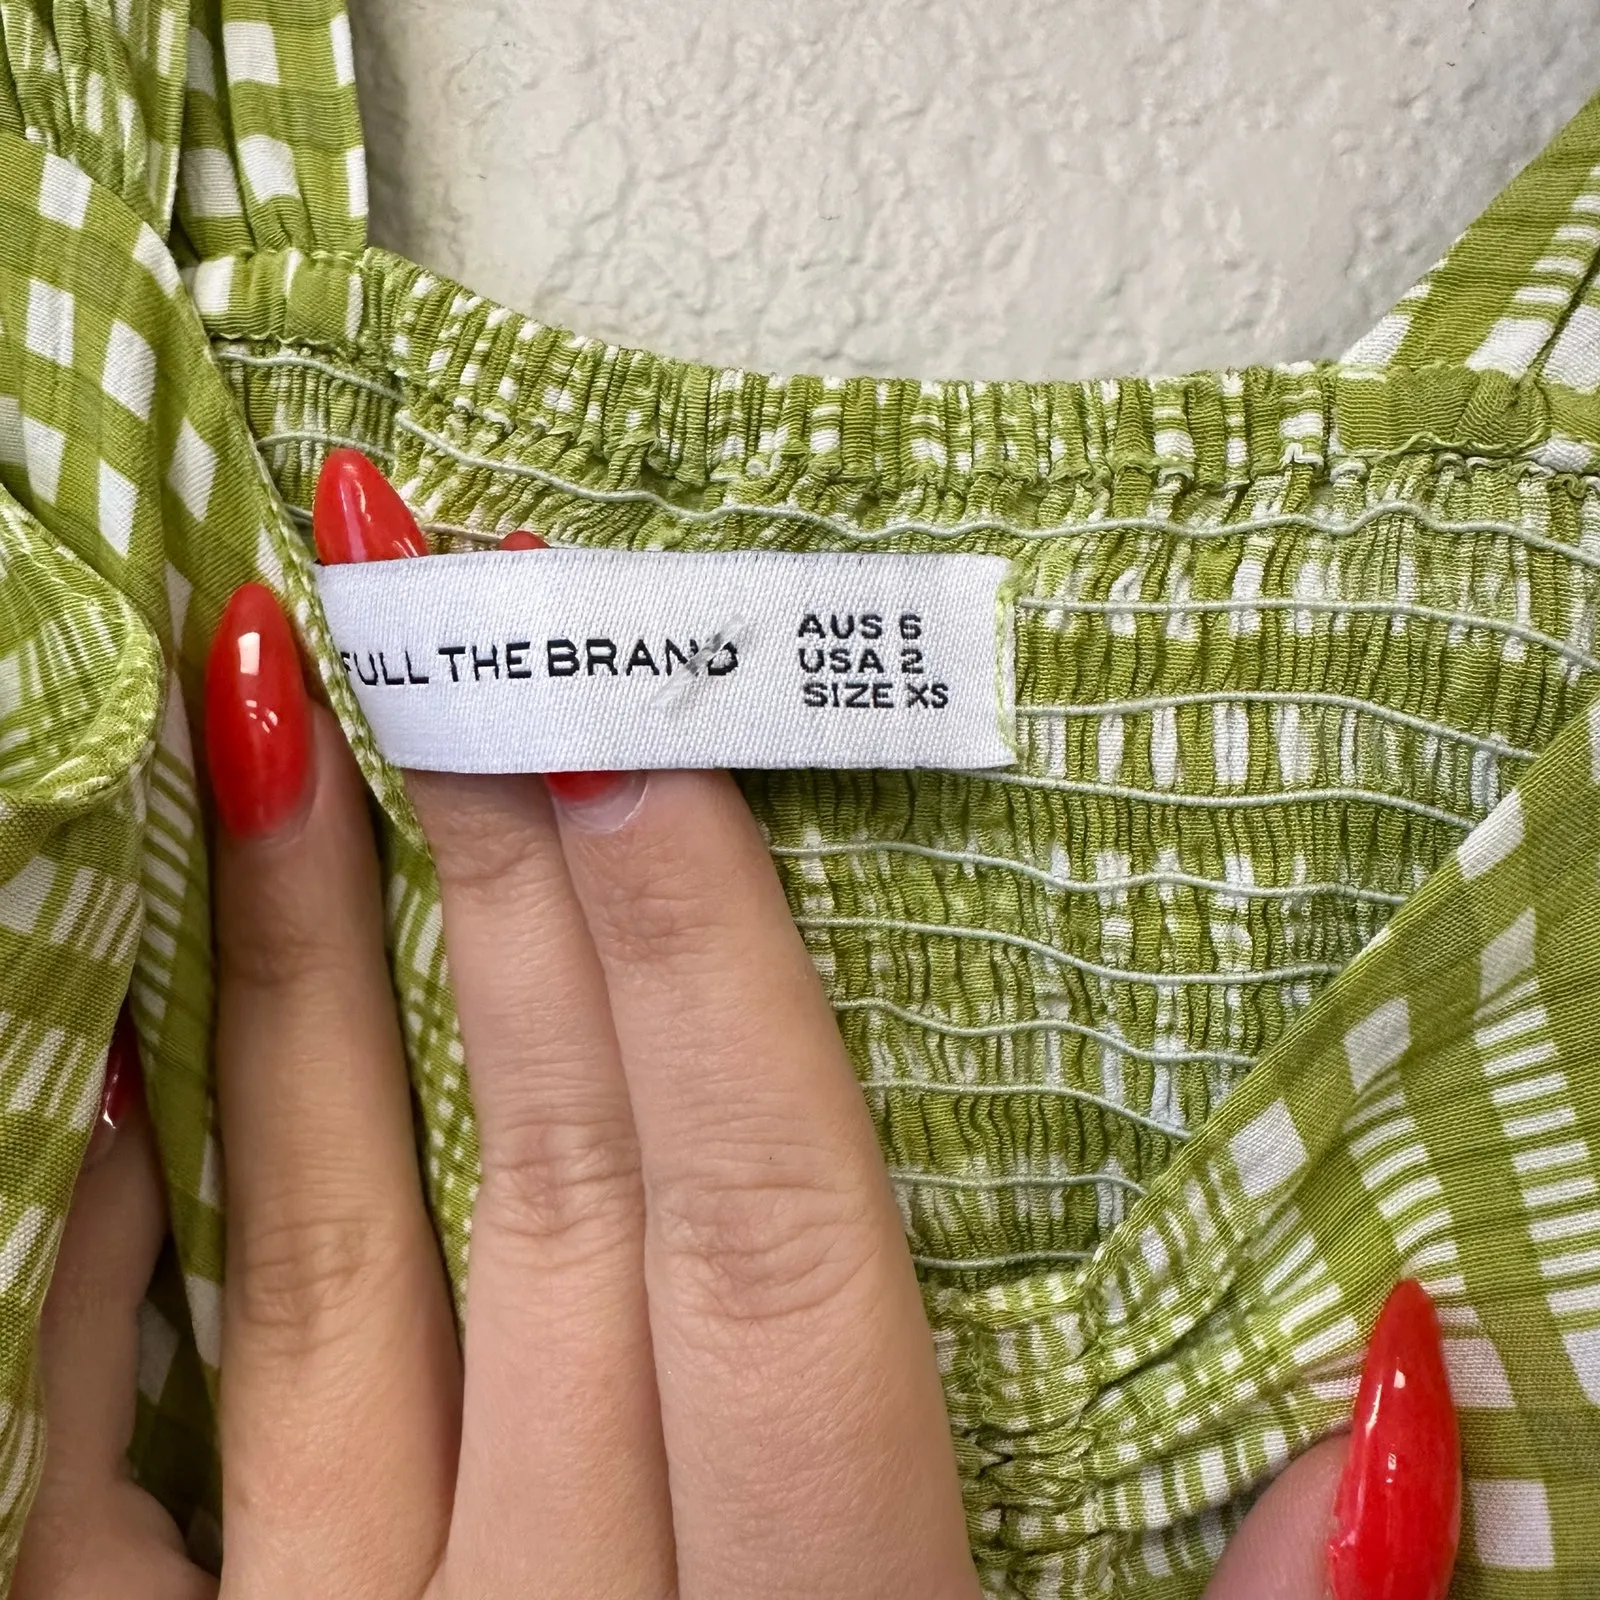 FULL THE BRAND
AUS 6
USA 2
SIZE XS